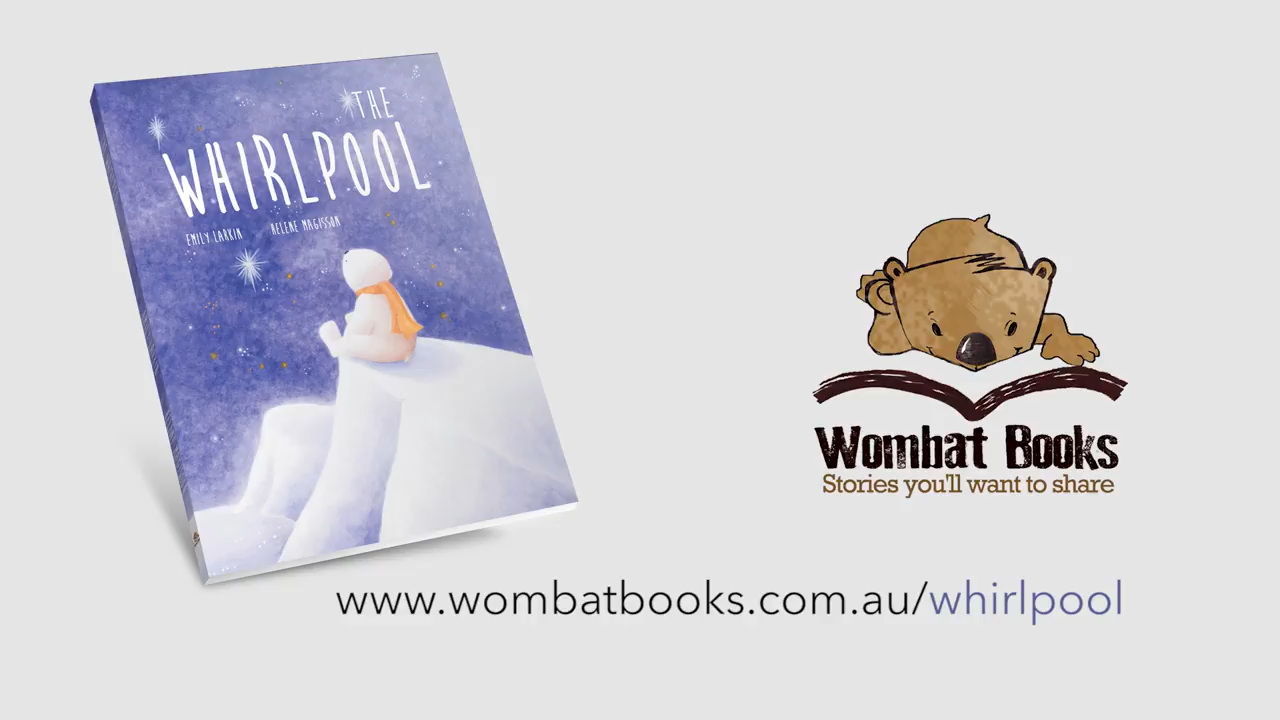 THE
WHIRLPOOL
EMILY LARKIN HELENE MAGISSON
Wombat Books
Stories you'll want to share
www.wombatbooks.com.au/whirlpool